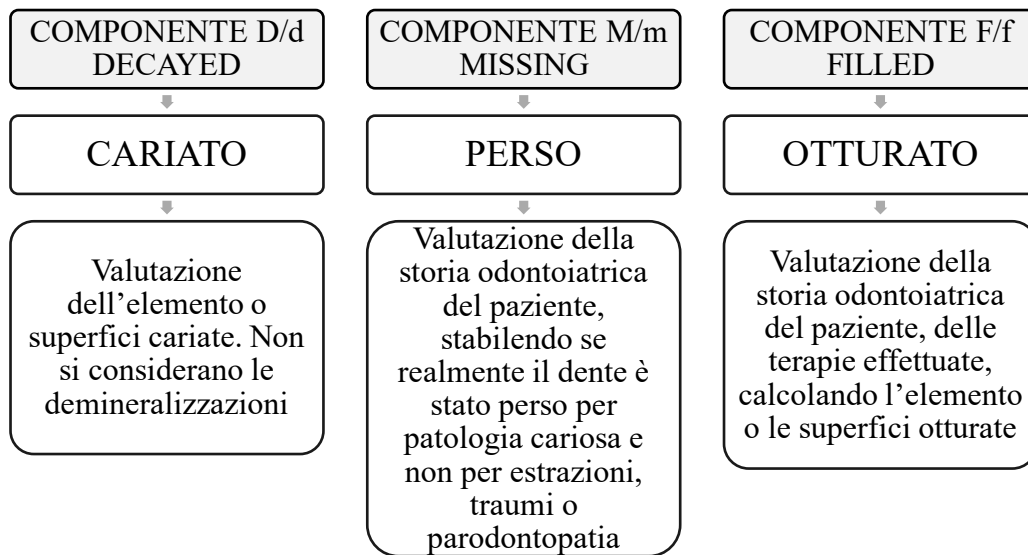 COMPONENTE D/d
DECAYED
CARIATO
Valutazione
dell’elemento o
superfici cariate. Non
si considerano le
demineralizzazioni
COMPONENTE M/m
MISSING
PERSO
Valutazione della
storia odontoiatrica
del paziente,
stabilendo se
realmente il dente è
stato perso per
patologia cariosa e
non per estrazioni,
traumi o
parodontopatia
COMPONENTE F/f
FILLED
OTTURATO
Valutazione della
storia odontoiatrica
del paziente, delle
terapie effettuate,
calcolando l’elemento
o le superfici otturate